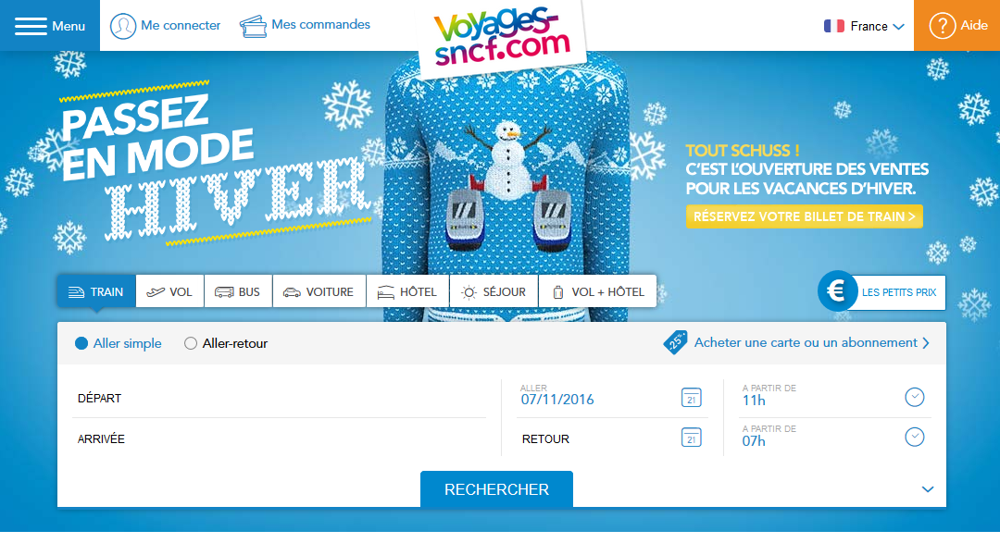 Menu
Me connecter
Mes commandes
Voyages-
sncf.com
France
Aide
PASSEZ
EN MODE
HIVER
TOUT SCHUSS !
C'EST L'OUVERTURE DES VENTES
POUR LES VACANCES D'HIVER.
RÉSERVEZ VOTRE BILLET DE TRAIN >
TRAIN
VOL
BUS
VOITURE
HÔTEL
SÉJOUR
VOL + HÔTEL
€
LES PETITS PRIX
Aller simple
Aller-retour
25
Acheter une carte ou un abonnement
DÉPART
ALLER
07/11/2016
21
A PARTIR DE
11h
ARRIVÉE
RETOUR
21
A PARTIR DE
07h
RECHERCHER